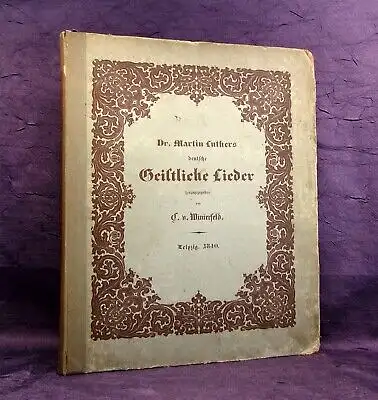 Dr. Martin Luthers
deutsche
Geistliche Lieder
herausgegeben
von
C. v. Winterfeld.
Leipzig, 1840.